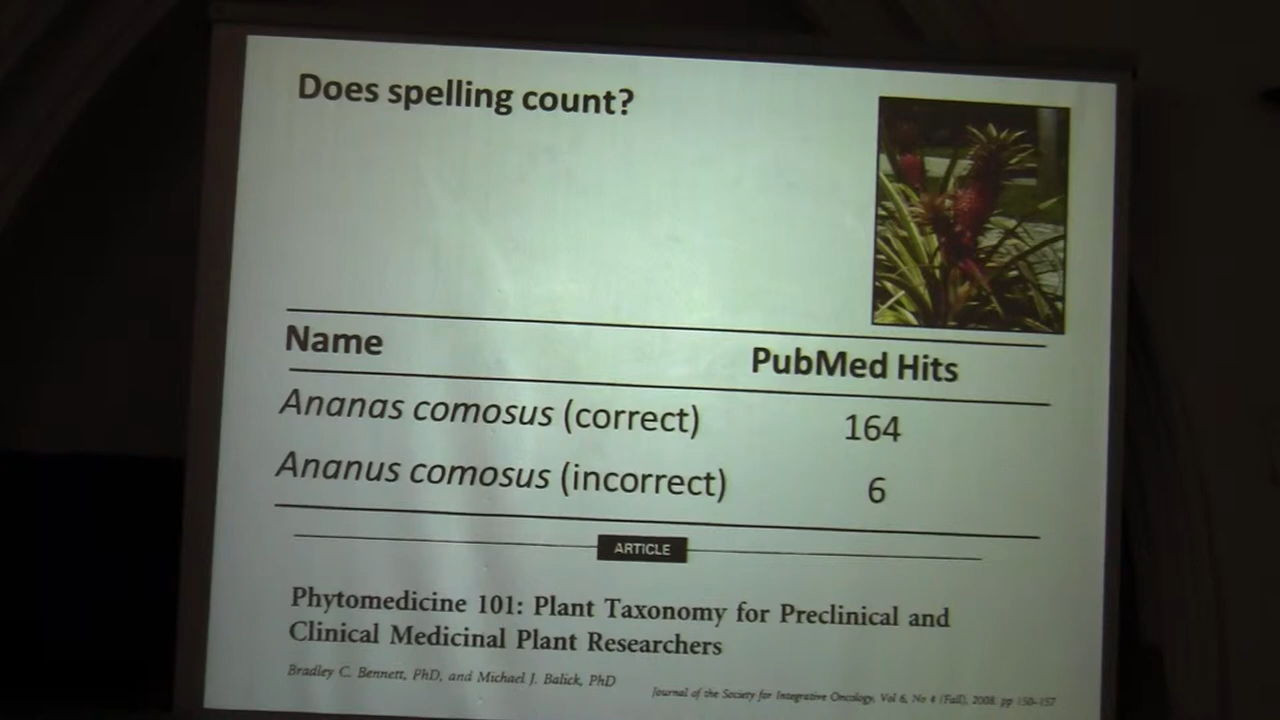 Does spelling count?
Name PubMed Hits
Ananas comosus (correct) 164
Ananus comosus (incorrect) 6
ARTICLE
Phytomedicine 101: Plant Taxonomy for Preclinical and
Clinical Medicinal Plant Researchers
Bradley C. Bennett, PhD, and Michael J. Balick, PhD
Journal of the Society for Integrative Oncology, Vol 6, No 4 (Fall), 2008: pp 150–157